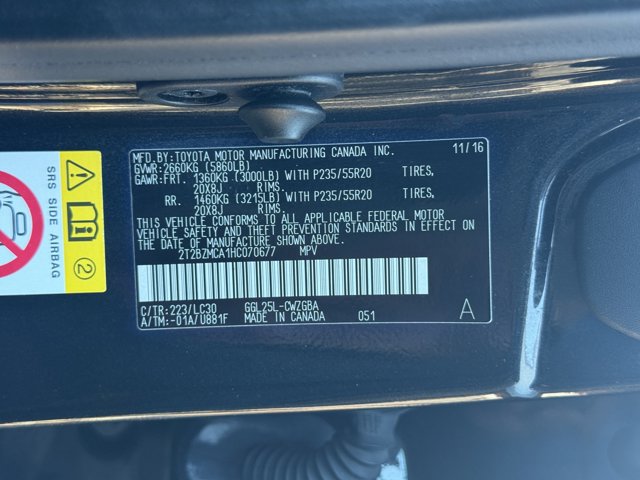 MFD.BY:TOYOTA MOTOR MANUFACTURING CANADA INC. 11/16
GVWR:2660KG (5860LB)
GAWR:FRT. 1360KG (3000LB) WITH P235/55R20 TIRES,
20X8J RIMS.
RR. 1460KG (3215LB) WITH P235/55R20 TIRES,
20X8J RIMS.
THIS VEHICLE CONFORMS TO ALL APPLICABLE FEDERAL MOTOR
VEHICLE SAFETY AND THEFT PREVENTION STANDARDS IN EFFECT
ON THE DATE OF MANUFACTURE SHOWN ABOVE.
2T2BZMCA1HC070677 MPV
C/TR:223/LC30 GGL25L-CWZGBA
A/TM:-01A/U881F MADE IN CANADA 051 A
SRS SIDE AIRBAG
2